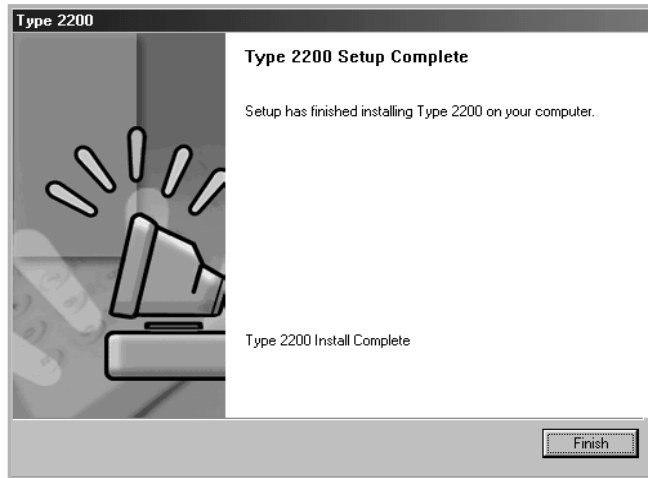 Type 2200
Type 2200 Setup Complete
Setup has finished installing Type 2200 on your computer.
Type 2200 Install Complete
Finish